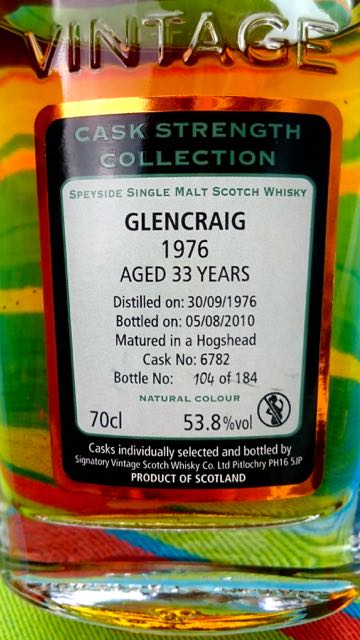 VINTAGE
CASK STRENGTH
COLLECTION
SPEYSIDE SINGLE MALT SCOTCH WHISKY
GLENCRAIG
1976
AGED 33 YEARS
Distilled on: 30/09/1976
Bottled on: 05/08/2010
Matured in a Hogshead
Cask No: 6782
Bottle No: 104 of 184
NATURAL COLOUR
70cl 53.8%vol
Casks individually selected and bottled by
Signatory Vintage Scotch Whisky Co. Ltd Pitlochry PH16 5JP
PRODUCT OF SCOTLAND